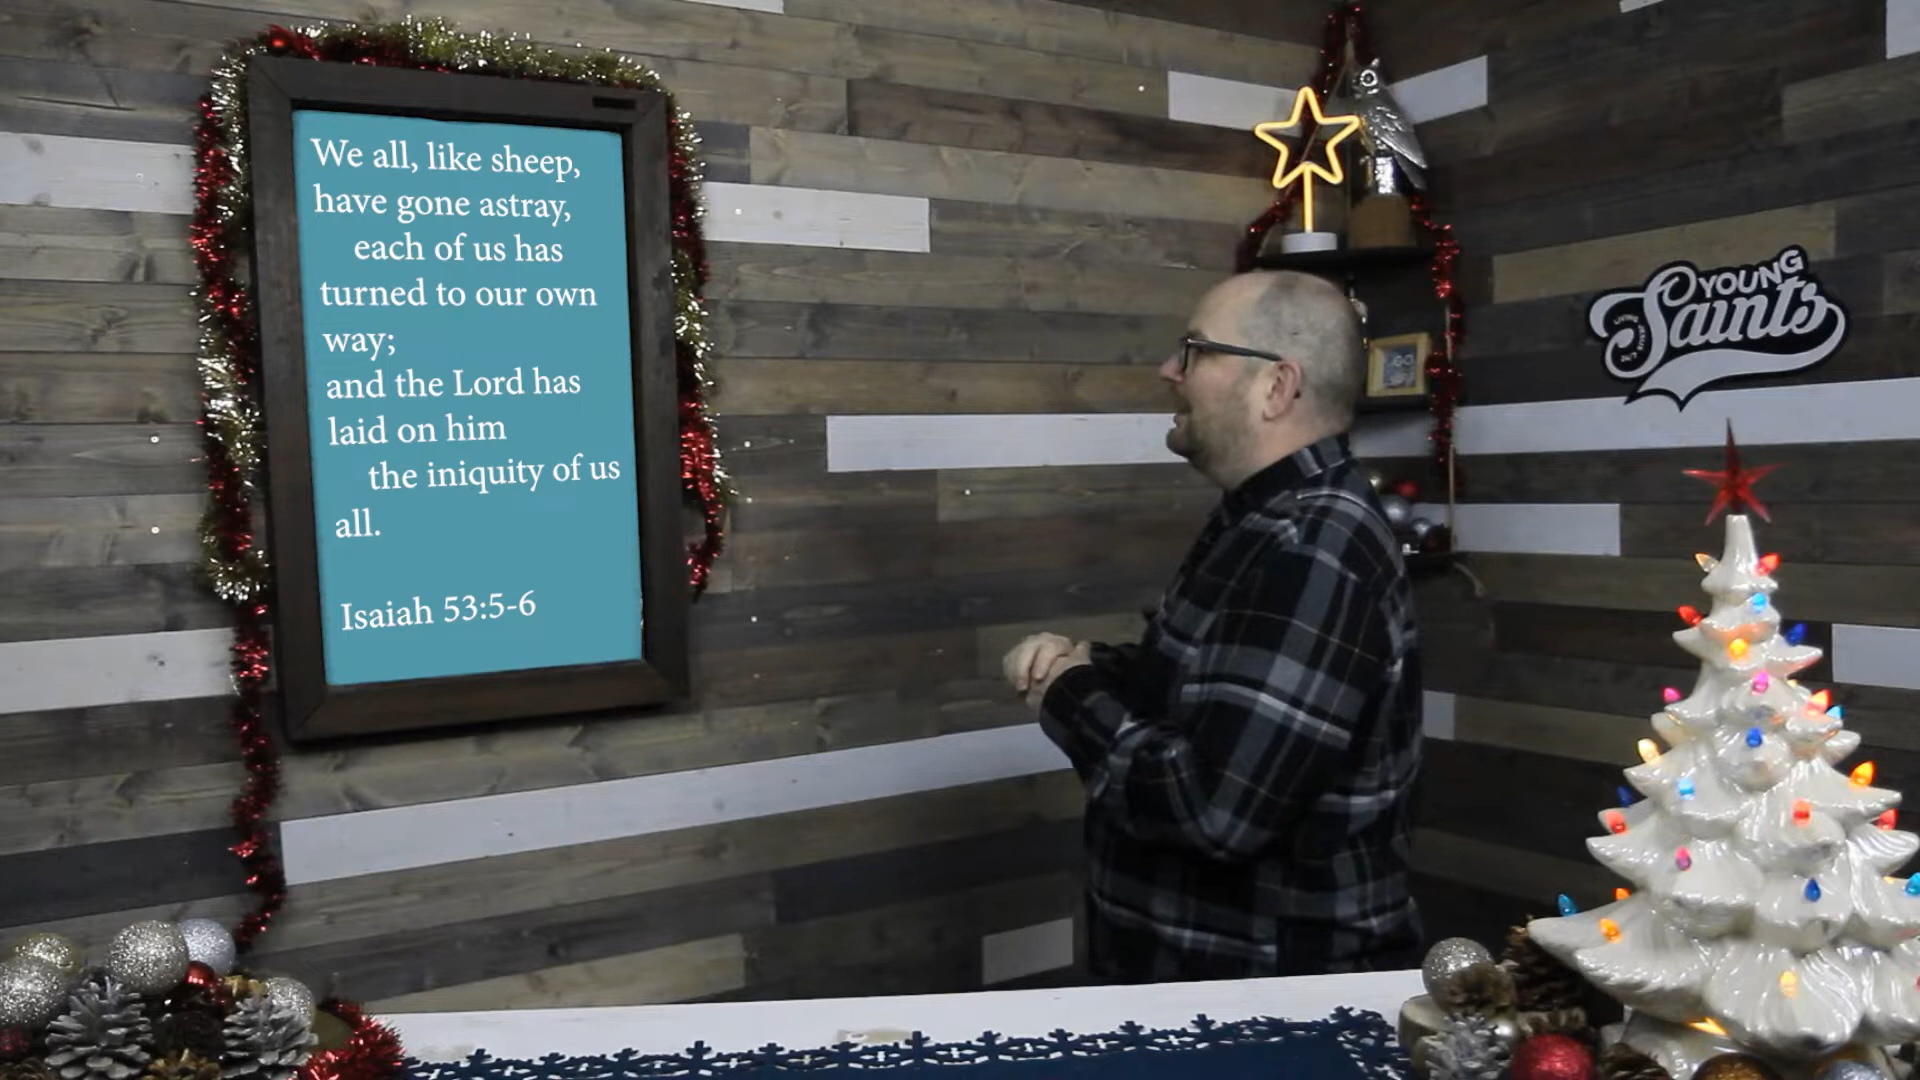 We all, like sheep,
have gone astray,
each of us has
turned to our own
way;
and the Lord has
laid on him
the iniquity of us
all.
Isaiah 53:5-6
YOUNG
Saints